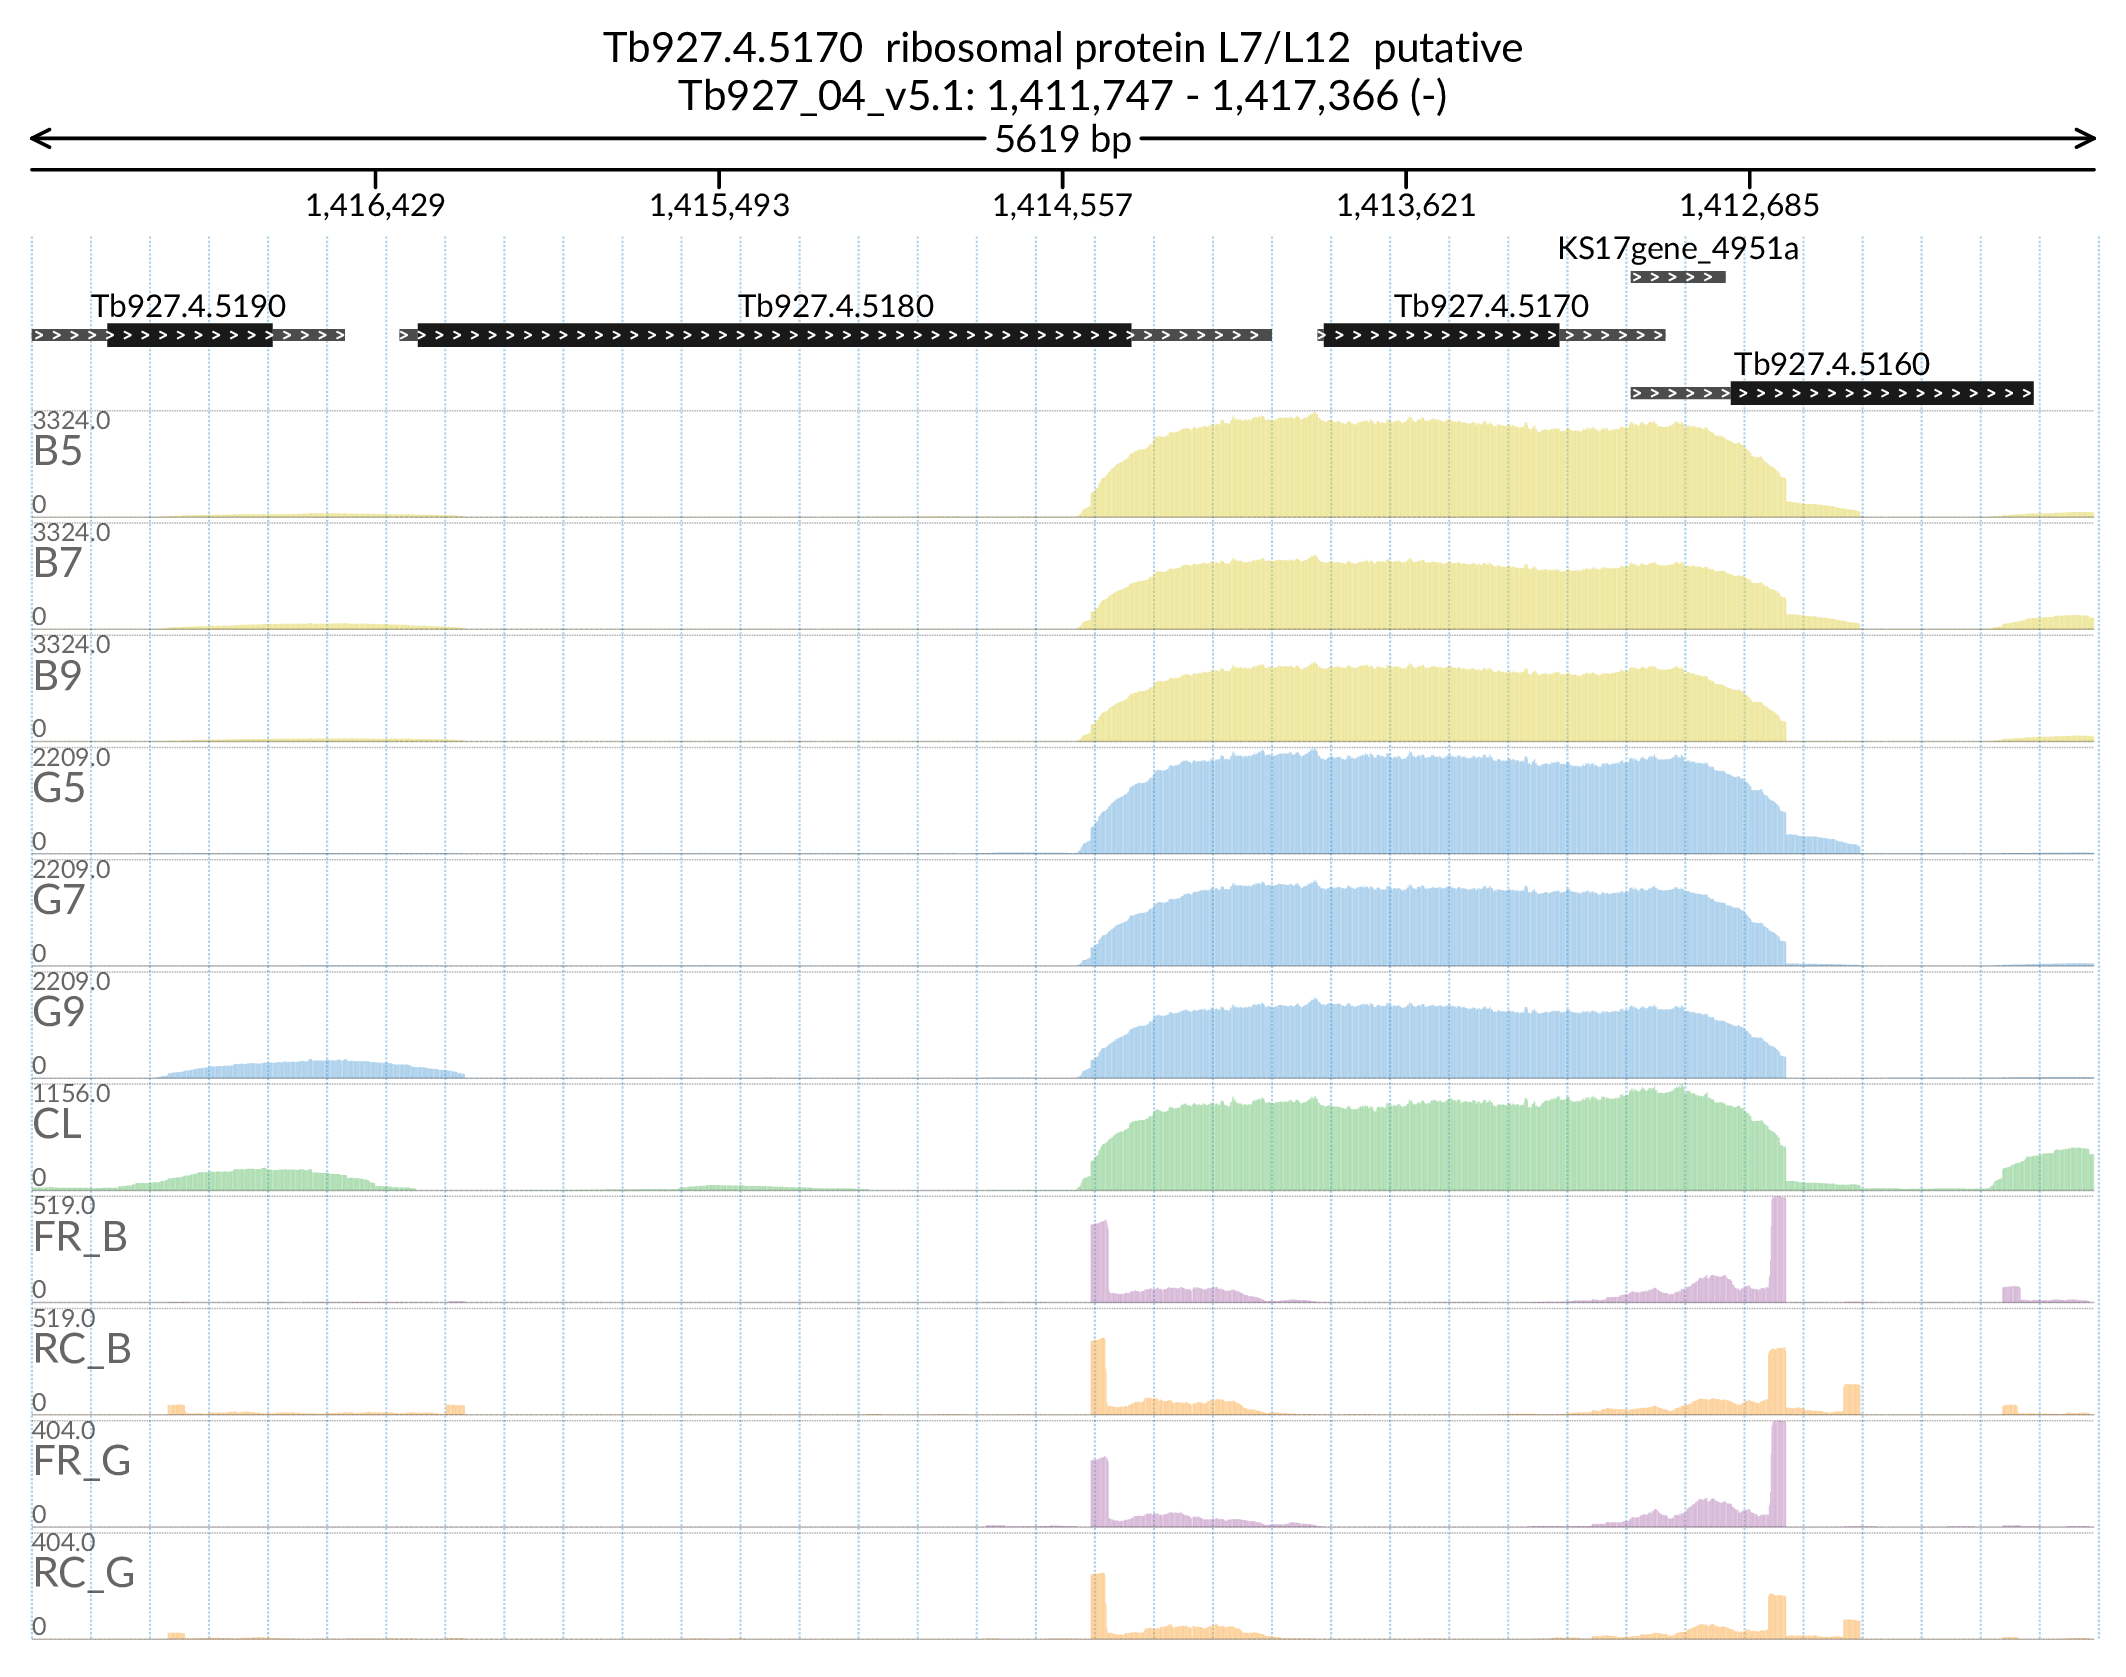 Tb927.4.5170  ribosomal protein L7/L12  putative
Tb927_04_v5.1: 1,411,747 - 1,417,366 (-)
5619 bp
1,416,429 1,415,493 1,414,557 1,413,621 1,412,685
KS17gene_4951a
Tb927.4.5190 Tb927.4.5180 Tb927.4.5170
Tb927.4.5160
3324.0
B5
0
3324.0
B7
0
3324.0
B9
0
2209.0
G5
0
2209.0
G7
0
2209.0
G9
0
1156.0
CL
0
519.0
FR_B
0
519.0
RC_B
0
404.0
FR_G
0
404.0
RC_G
0